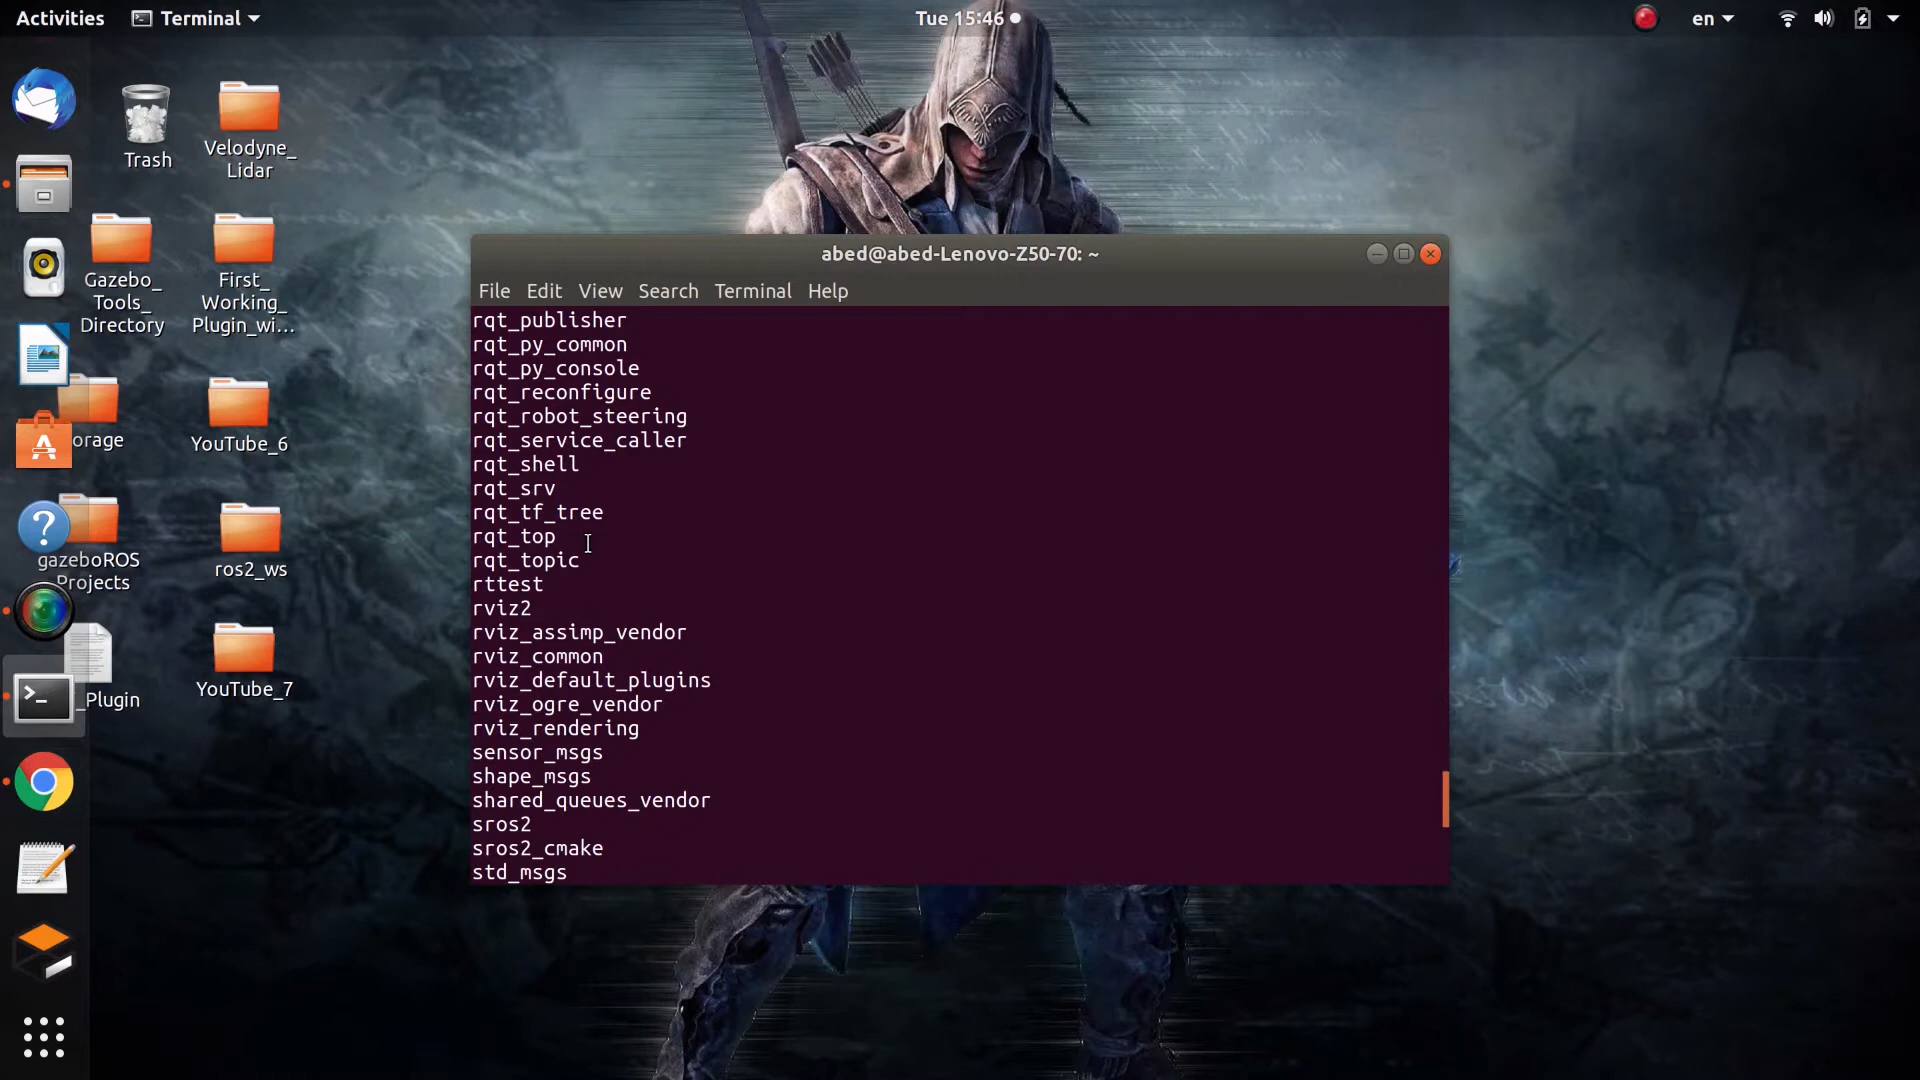 Activities
Terminal
Tue 15:46
en
Trash
Velodyne_
Lidar
Gazebo_
Tools_
Directory
First_
Working_
Plugin_wi...
orage
YouTube_6
gazeboROS
Projects
ros2_ws
_Plugin
YouTube_7
abed@abed-Lenovo-Z50-70: ~
File Edit View Search Terminal Help
rqt_publisher
rqt_py_common
rqt_py_console
rqt_reconfigure
rqt_robot_steering
rqt_service_caller
rqt_shell
rqt_srv
rqt_tf_tree
rqt_top
rqt_topic
rttest
rviz2
rviz_assimp_vendor
rviz_common
rviz_default_plugins
rviz_ogre_vendor
rviz_rendering
sensor_msgs
shape_msgs
shared_queues_vendor
sros2
sros2_cmake
std_msgs